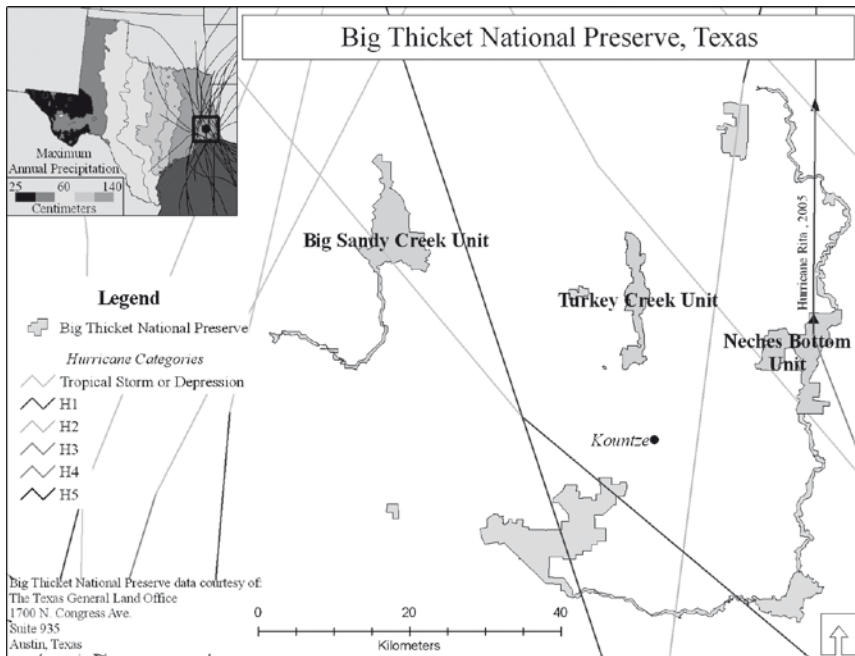 Big Thicket National Preserve, Texas
Maximum
Annual Precipitation
25 60 140
Centimeters
Big Sandy Creek Unit
Turkey Creek Unit
Neches Bottom
Unit
Hurricane Rita , 2005
Kountze
Legend
Big Thicket National Preserve
Hurricane Categories
Tropical Storm or Depression
H1
H2
H3
H4
H5
Big Thicket National Preserve data courtesy of:
The Texas General Land Office
1700 N. Congress Ave.
Suite 935
Austin, Texas
0 20 40
Kilometers